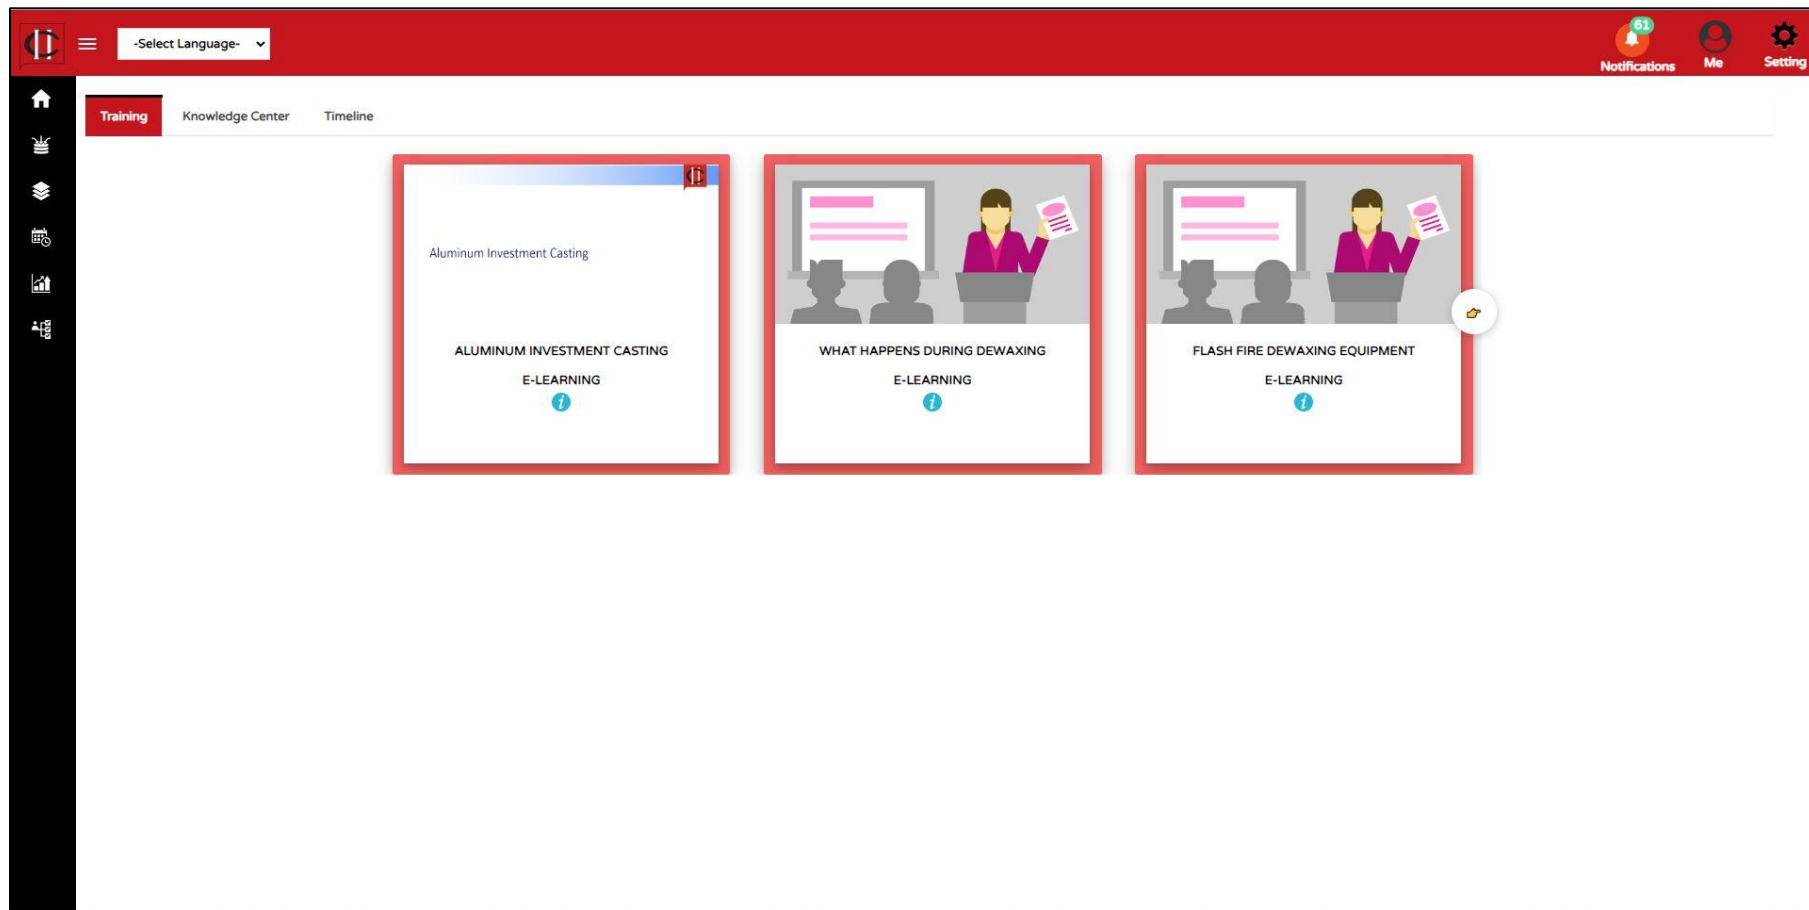 -Select Language-
61
Notifications
Me
Setting
Training
Knowledge Center
Timeline
Aluminum Investment Casting
ALUMINUM INVESTMENT CASTING
E-LEARNING
i
WHAT HAPPENS DURING DEWAXING
E-LEARNING
i
FLASH FIRE DEWAXING EQUIPMENT
E-LEARNING
i